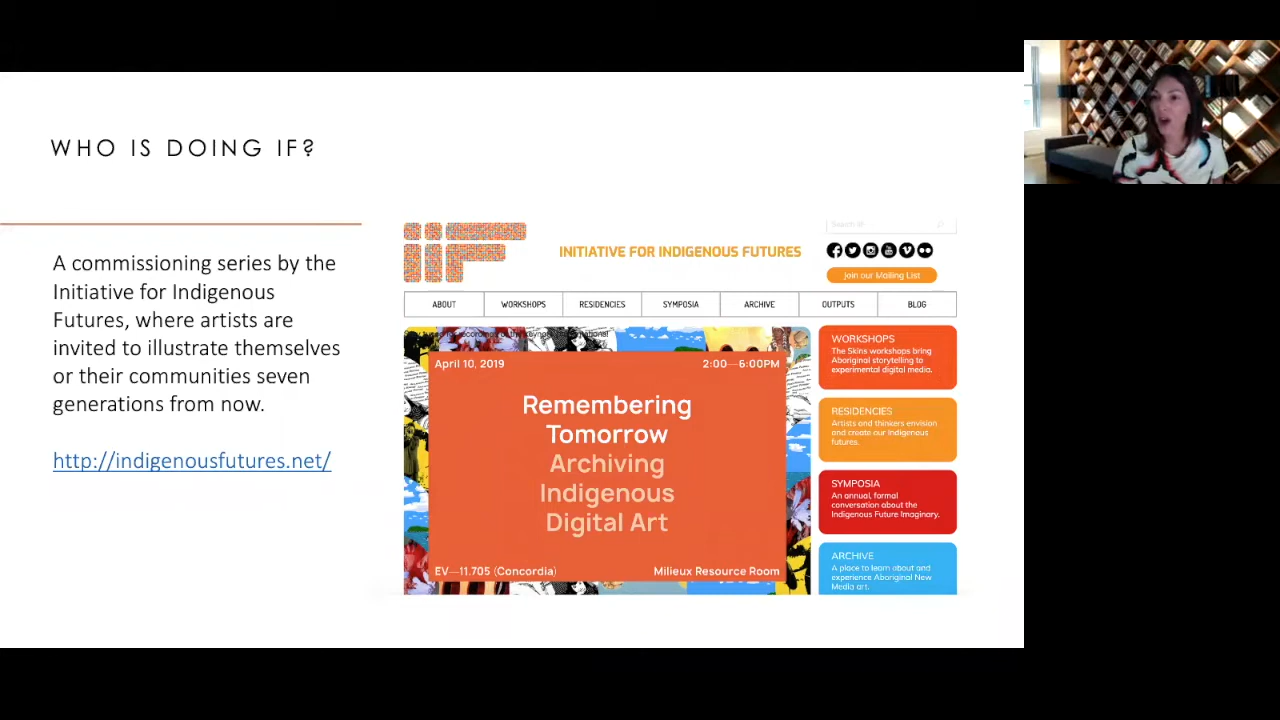 WHO IS DOING IF?
A commissioning series by the
Initiative for Indigenous
Futures, where artists are
invited to illustrate themselves
or their communities seven
generations from now.
http://indigenousfutures.net/
iiF
INITIATIVE FOR INDIGENOUS FUTURES
Join our Mailing List
ABOUT WORKSHOPS RESIDENCIES SYMPOSIA ARCHIVE OUTPUTS BLOG
April 10, 2019 2:00—6:00PM
Remembering
Tomorrow
Archiving
Indigenous
Digital Art
EV—11.705 (Concordia) Milieux Resource Room
WORKSHOPS
The Skins workshops bring
Aboriginal storytelling to
experimental digital media.
RESIDENCIES
Artists and thinkers envision
and create our Indigenous
futures.
SYMPOSIA
An annual, formal
conversation about the
Indigenous Future Imaginary.
ARCHIVE
A place to learn about and
experience Aboriginal New
Media art.